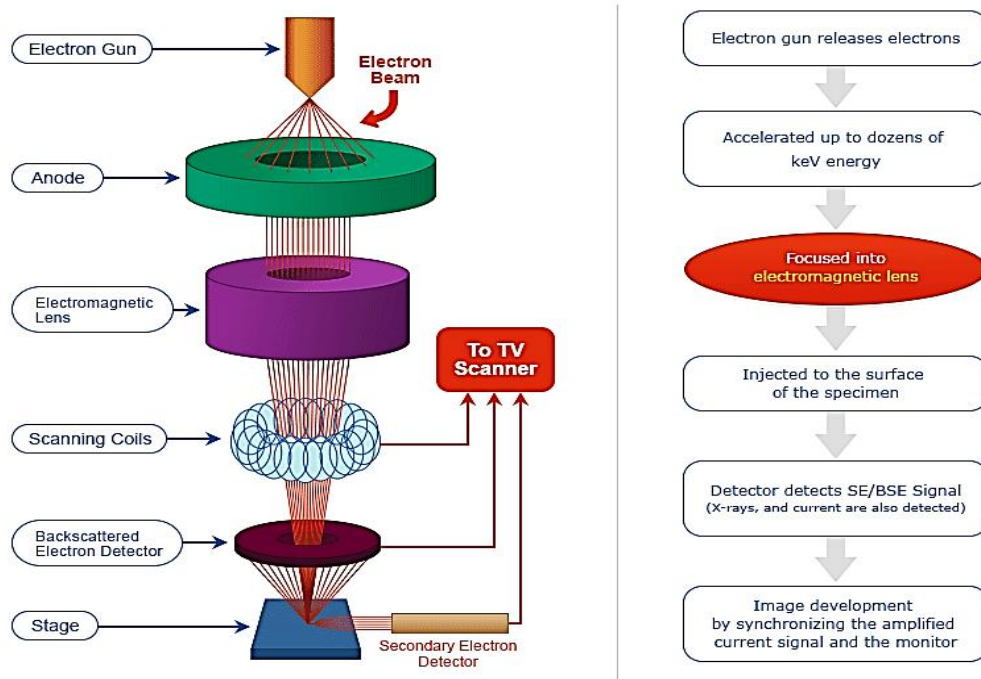 Electron Gun
Electron
Beam
Anode
Electromagnetic
Lens
To TV
Scanner
Scanning Coils
Backscattered
Electron Detector
Stage
Secondary Electron
Detector
Electron gun releases electrons
Accelerated up to dozens of
keV energy
Focused into
electromagnetic lens
Injected to the surface
of the specimen
Detector detects SE/BSE Signal
(X-rays, and current are also detected)
Image development
by synchronizing the amplified
current signal and the monitor